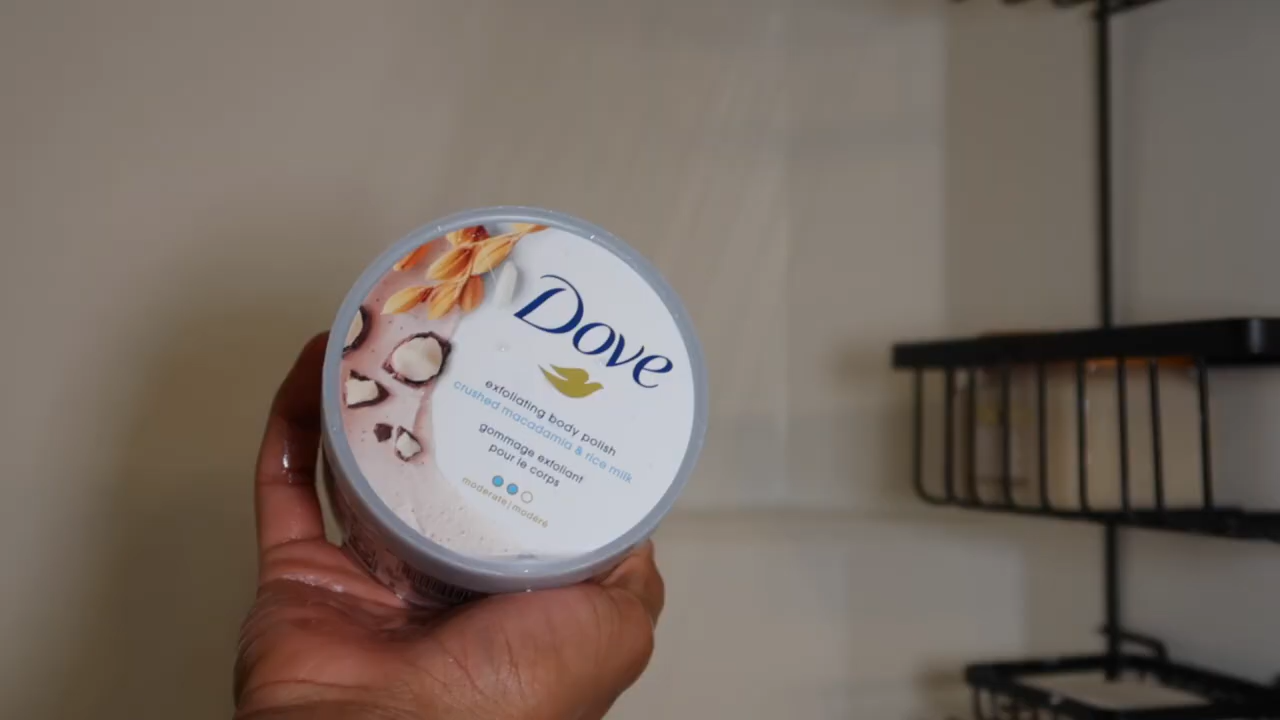 Dove
exfoliating body polish
crushed macadamia & rice milk
gommage exfoliant
pour le corps
moderate | modéré